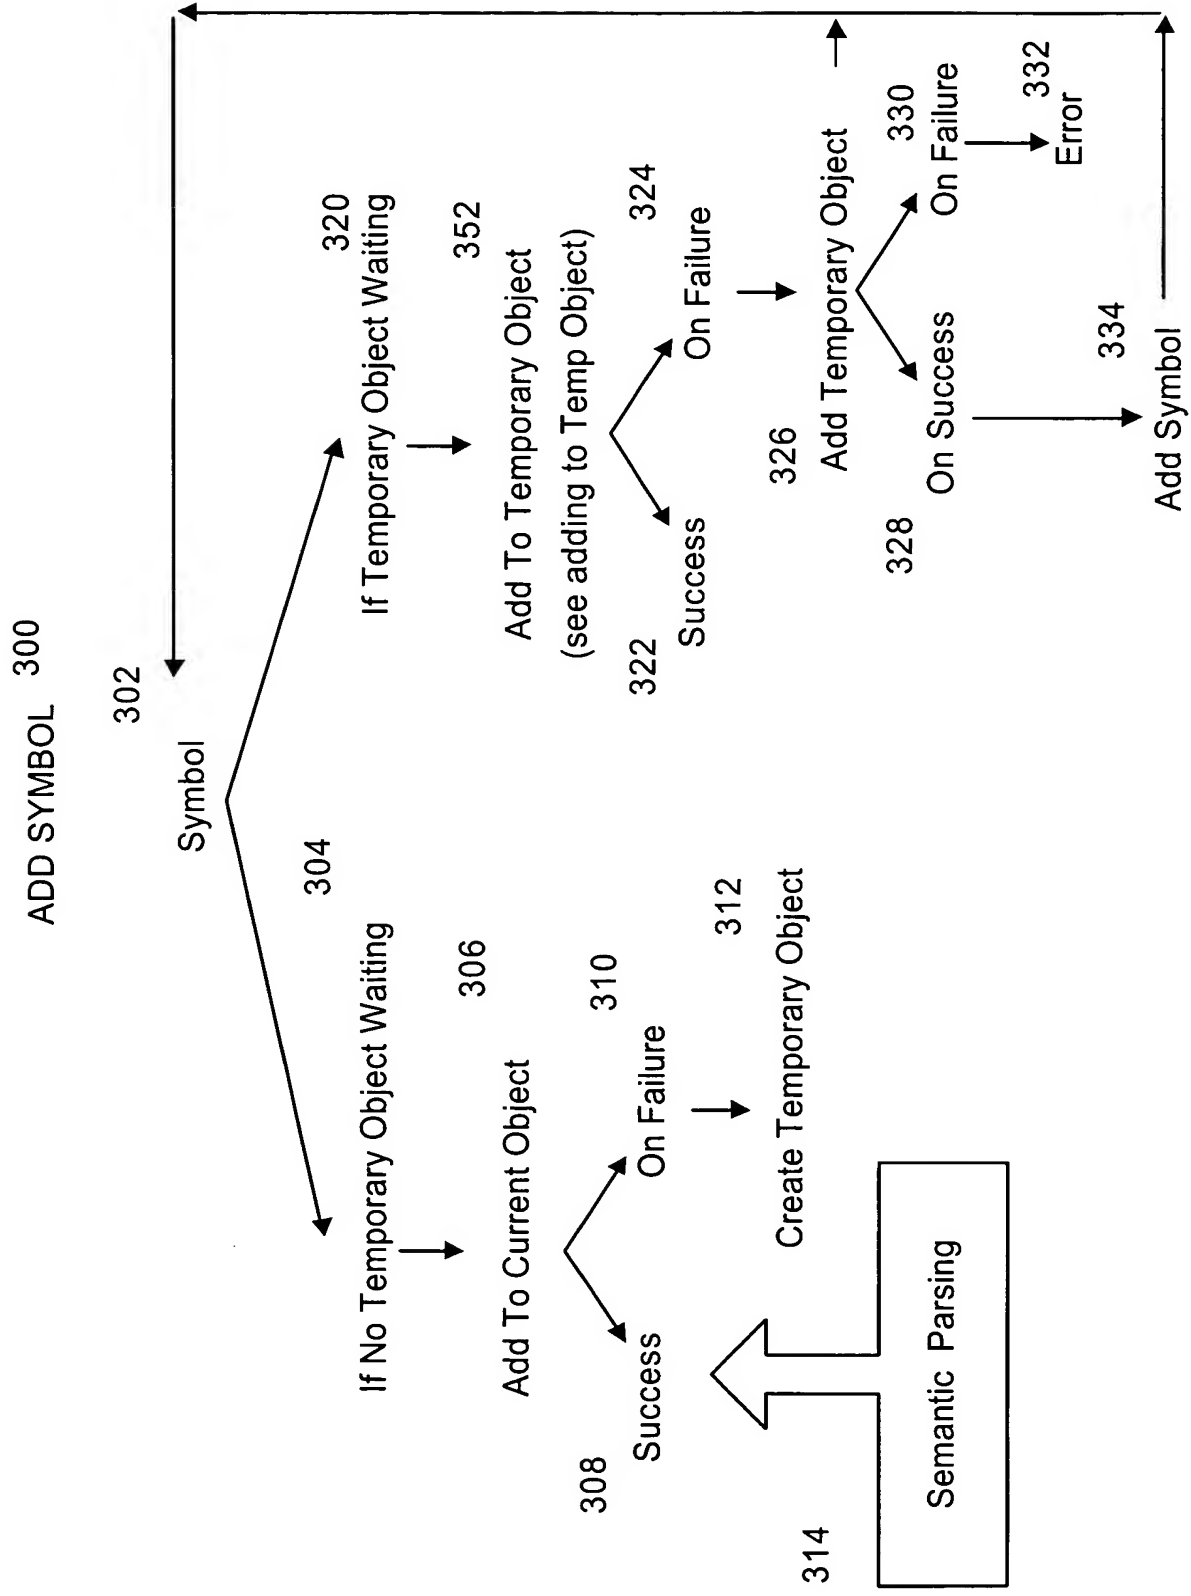 ADD SYMBOL 300
302
Symbol
304
If No Temporary Object Waiting
306
Add To Current Object
308
Success
310
On Failure
312
Create Temporary Object
314
Semantic Parsing
320
If Temporary Object Waiting
352
Add To Temporary Object
(see adding to Temp Object)
322
Success
324
On Failure
326
Add Temporary Object
328
On Success
330
On Failure
332
Error
334
Add Symbol